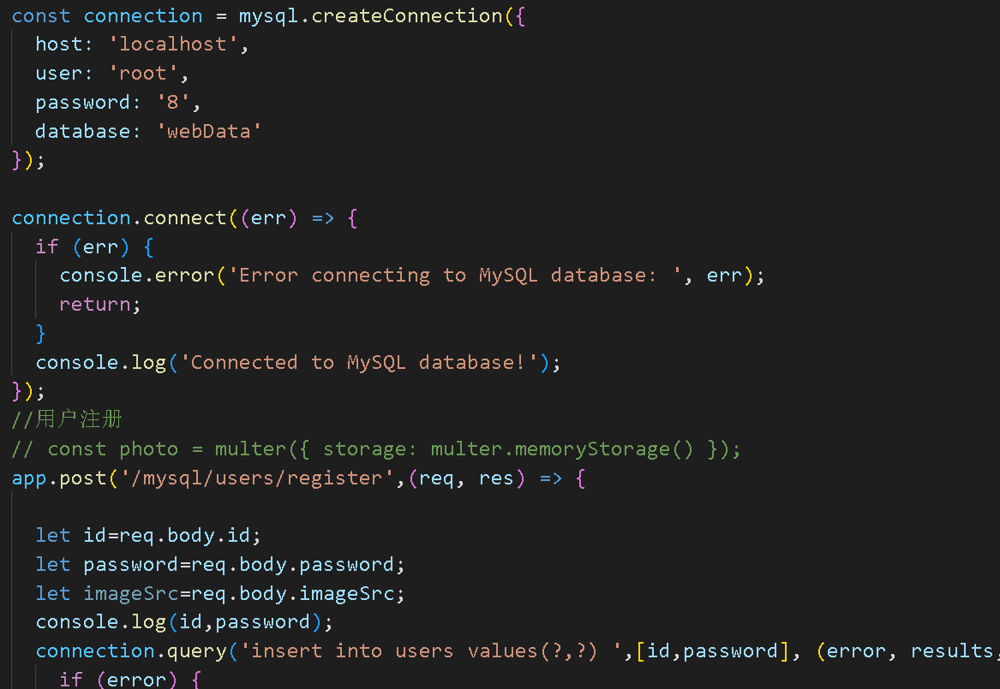 const connection = mysql.createConnection({
  host: 'localhost',
  user: 'root',
  password: '8',
  database: 'webData'
});

connection.connect((err) => {
  if (err) {
    console.error('Error connecting to MySQL database: ', err);
    return;
  }
  console.log('Connected to MySQL database!');
});
//用户注册
// const photo = multer({ storage: multer.memoryStorage() });
app.post('/mysql/users/register',(req, res) => {

  let id=req.body.id;
  let password=req.body.password;
  let imageSrc=req.body.imageSrc;
  console.log(id,password);
  connection.query('insert into users values(?,?) ',[id,password], (error, results,
    if (error) {